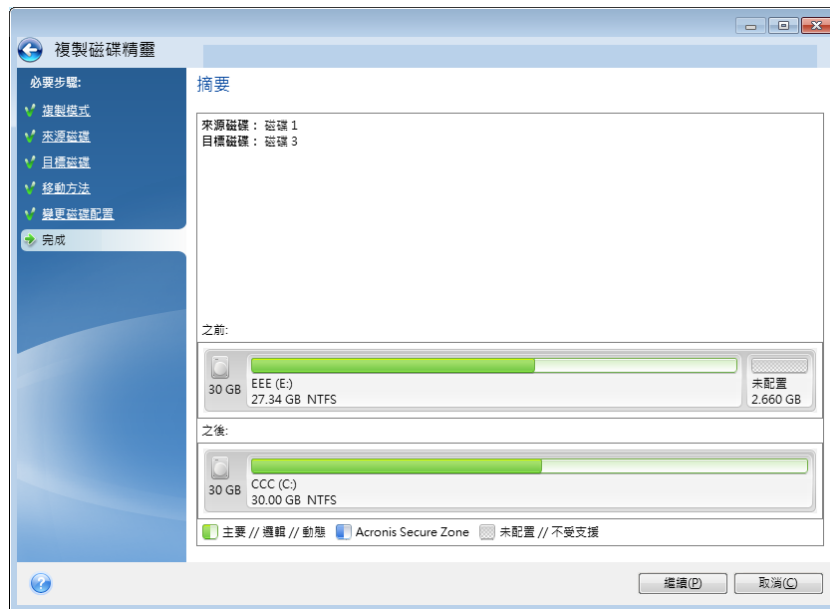 複製磁碟精靈
必要步驟:
複製模式
來源磁碟
目標磁碟
移動方法
變更磁碟配置
完成
摘要
來源磁碟： 磁碟 1
目標磁碟： 磁碟 3
之前:
30 GB
EEE (E:)
27.34 GB NTFS
未配置
2.660 GB
之後:
30 GB
CCC (C:)
30.00 GB NTFS
主要 // 邏輯 // 動態 Acronis Secure Zone 未配置 // 不受支援
繼續(P) 取消(C)